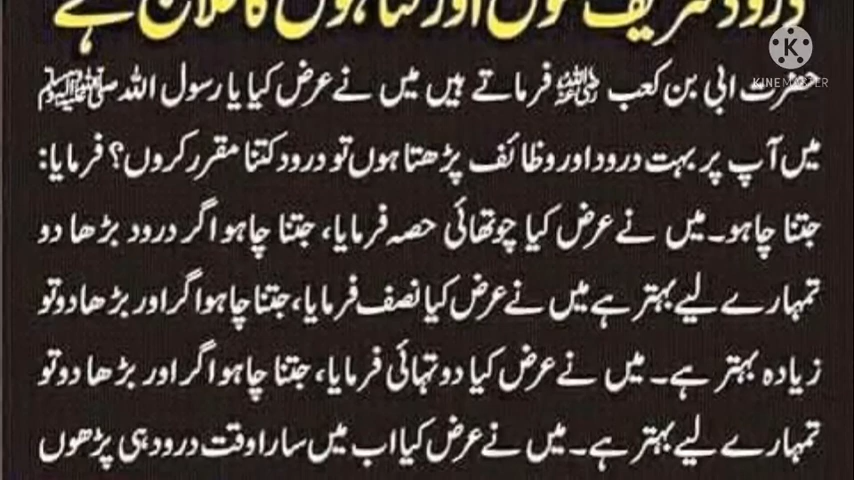 درود شریف غموں اور گناہوں کا علاج ہے
KINEMASTER
حضرت ابی بن کعب رضی اللہ عنہ فرماتے ہیں میں نے عرض کیا یا رسول اللہ صلی اللہ علیہ وسلم
میں آپ پر بہت درود اور وظائف پڑھتا ہوں تو درود کتنا مقرر کروں؟ فرمایا:
جتنا چاہو۔ میں نے عرض کیا چوتھائی حصہ فرمایا، جتنا چاہو اگر درود بڑھا دو
تمہارے لیے بہتر ہے میں نے عرض کیا نصف فرمایا، جتنا چاہو اگر اور بڑھا دو تو
زیادہ بہتر ہے۔ میں نے عرض کیا دو تہائی فرمایا، جتنا چاہو اگر اور بڑھا دو تو
تمہارے لیے بہتر ہے۔ میں نے عرض کیا اب میں سارا وقت درود ہی پڑھوں